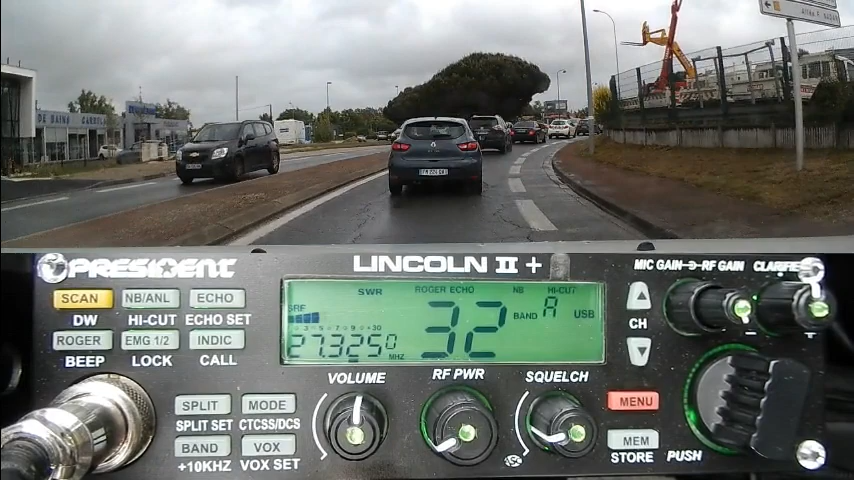 DE BAINS CARRELAGE
PRESIDENT
LINCOLN II +
MIC GAIN RF GAIN CLARIFIER
SCAN
NB/ANL
ECHO
DW
HI-CUT
ECHO SET
ROGER
EMG 1/2
INDIC
BEEP
LOCK
CALL
SWR ROGER ECHO NB HI-CUT
SRF
32
BAND A USB
27.3250 MHZ
CH
VOLUME
RF PWR
SQUELCH
SPLIT
MODE
SPLIT SET
CTCSS/DCS
BAND
VOX
+10KHZ
VOX SET
ASC
MENU
MEM
STORE
PUSH